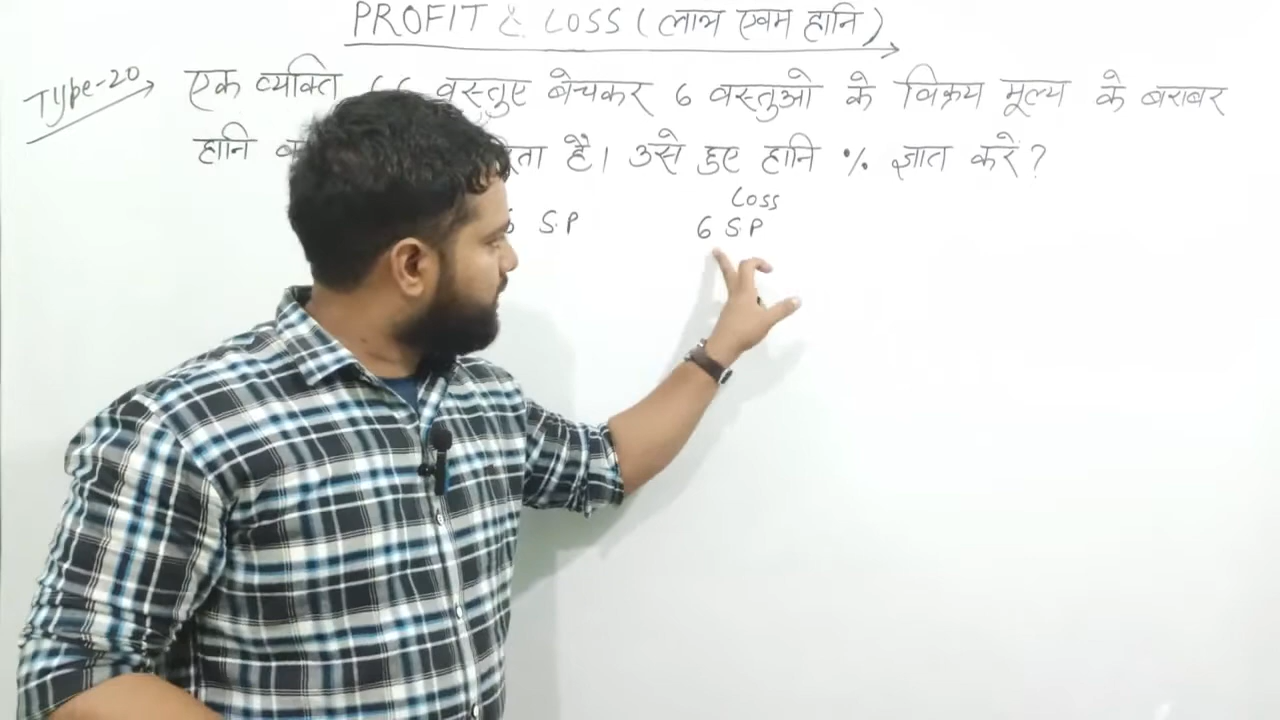 PROFIT & LOSS ( लाभ एवम हानि )
Type-20 एक व्यक्ति 66 वस्तुए बेचकर 6 वस्तुओ के विक्रय मूल्य के बराबर
हानि है। उसे हुए हानि % ज्ञात करें?
Loss
S.P 6 S.P